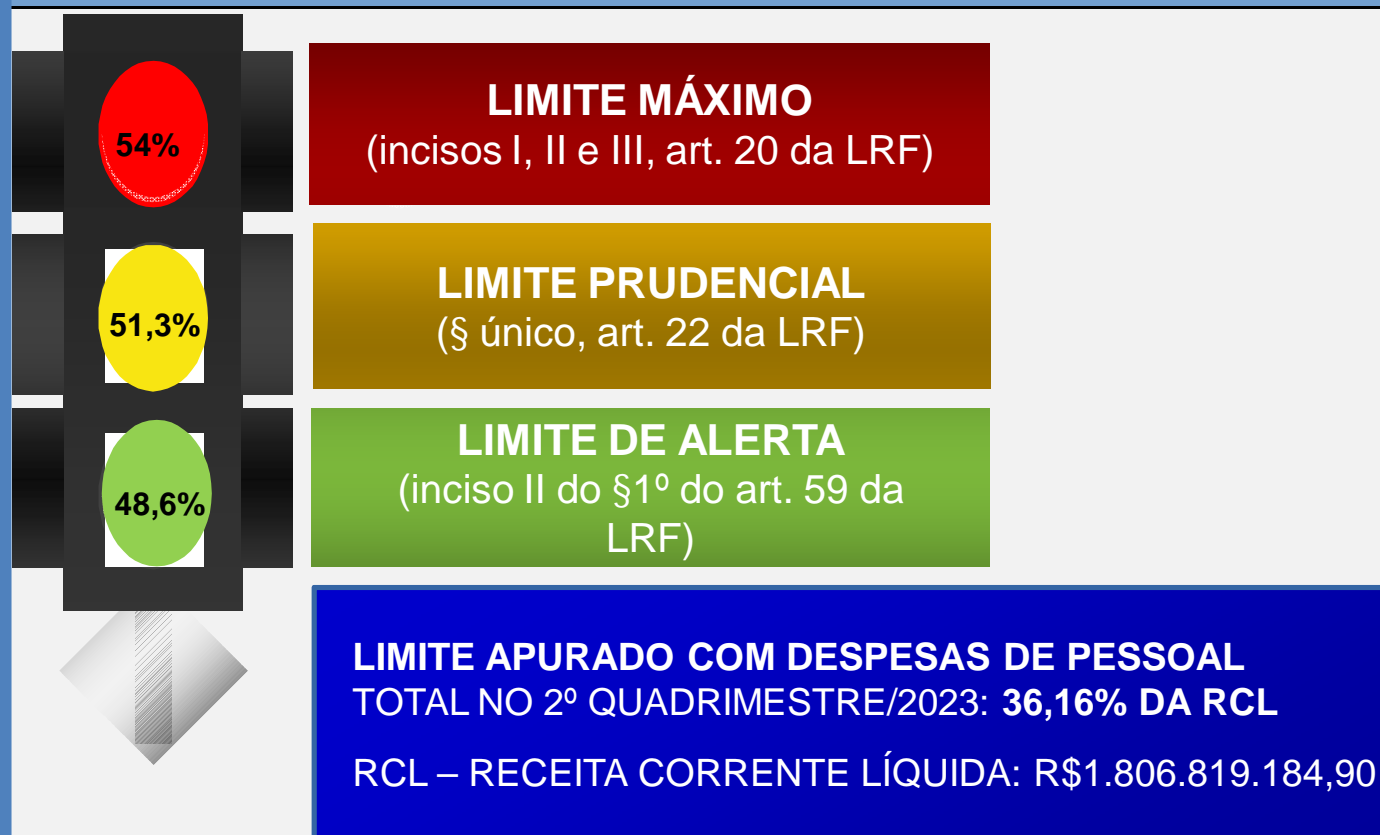 54%
LIMITE MÁXIMO
(incisos I, II e III, art. 20 da LRF)
51,3%
LIMITE PRUDENCIAL
(§ único, art. 22 da LRF)
48,6%
LIMITE DE ALERTA
(inciso II do §1º do art. 59 da
LRF)
LIMITE APURADO COM DESPESAS DE PESSOAL
TOTAL NO 2º QUADRIMESTRE/2023: 36,16% DA RCL
RCL – RECEITA CORRENTE LÍQUIDA: R$1.806.819.184,90